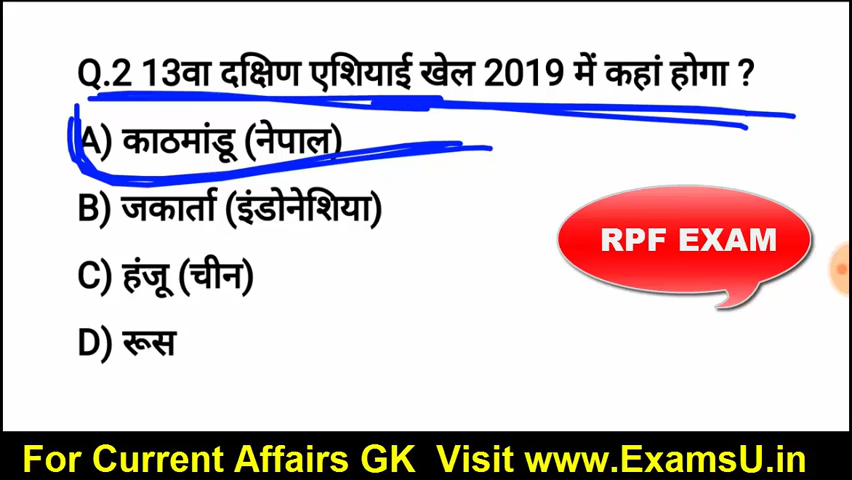 Q.2 13वा दक्षिण एशियाई खेल 2019 में कहां होगा ?
A) काठमांडू (नेपाल)
B) जकार्ता (इंडोनेशिया)
RPF EXAM
C) हंजू (चीन)
D) रूस
For Current Affairs GK Visit www.ExamsU.in